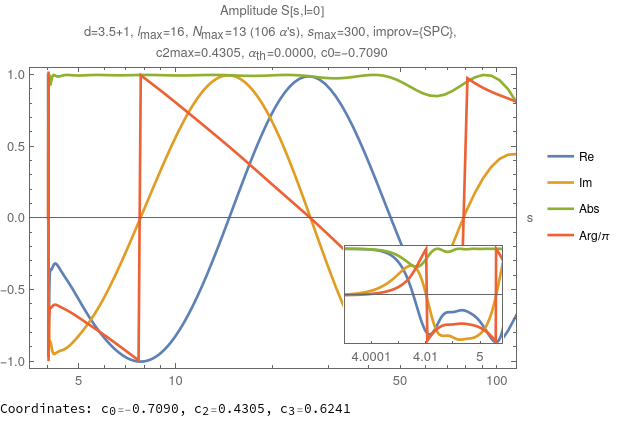 Amplitude S[s,l=0]
d=3.5+1, lmax=16, Nmax=13 (106 α's), smax=300, improv={SPC},
c2max=0.4305, αth=0.0000, c0=-0.7090
1.0
0.5
0.0
-0.5
-1.0
5
10
50
100
s
4.0001
4.01
5
Re
Im
Abs
Arg/π
Coordinates: c0=-0.7090, c2=0.4305, c3=0.6241